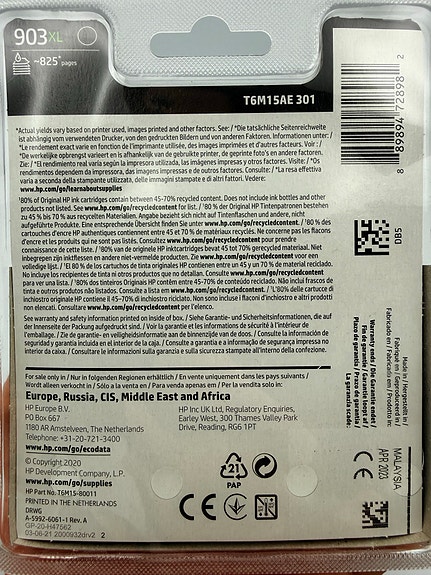 903XL
~825* pages
T6M15AE 301
*Actual yields vary based on printer used, images printed and other factors. See: / *Die tatsächliche Seitenreichweite
ist abhängig vom verwendeten Drucker, von den gedruckten Bildern und von anderen Faktoren. Informationen unter: /
*Le rendement exact varie en fonction de l'imprimante utilisée, des images imprimées et d'autres facteurs. Voir : /
*De werkelijke opbrengst varieert en is afhankelijk van de gebruikte printer, de geprinte foto's en andere factoren.
Zie: / *El rendimiento real varía según la impresora utilizada, las imágenes impresas y otros factores. Visite: / *Os
rendimentos dependem da impressora, das imagens impressas e de outros factores. Consulte: / *La resa effettiva
varia a seconda della stampante utilizzata, delle immagini stampate e di altri fattori. Vedere:
www.hp.com/go/learnaboutsupplies
¹80% of Original HP ink cartridges contain between 45-70% recycled content. Does not include ink bottles and other
products not listed. See www.hp.com/go/recycledcontent for list. / ¹80 % der Original HP Tintenpatronen bestehen
zu 45 % bis 70 % aus recycelten Materialien. Angabe bezieht sich nicht auf Tintenflaschen und andere, nicht
aufgeführte Produkte. Eine entsprechende Übersicht finden Sie unter www.hp.com/go/recycledcontent. / ¹80 % des
cartouches d'encre HP authentiques contiennent entre 45 et 70 % de matériaux recyclés. Ne concerne pas les flacons
d'encre et les produits qui ne sont pas listés. Consultez www.hp.com/go/recycledcontent pour prendre
connaissance de cette liste. / ¹80% van de originele HP inktcartridges bevat 45 tot 70% gerecycled materiaal. Niet
inbegrepen zijn inktflessen en andere niet-vermelde producten. Zie www.hp.com/go/recycledcontent voor een
volledige lijst. / ¹El 80 % de los cartuchos de tinta originales HP contienen entre un 45 y un 70 % de material reciclado.
No incluye los recipientes de tinta ni otros productos que no se detallan. Consulte www.hp.com/go/recycledcontent
para ver una lista. / ¹80% dos tinteiros Originais HP contêm entre 45-70% de conteúdo reciclado. Não inclui frascos de
tinta e outros produtos não listados. Consulte a lista em www.hp.com/go/recycledcontent. / ¹L'80% delle cartucce di
inchiostro originale HP contiene il 45-70% di inchiostro riciclato. Non sono inclusi i flaconi d'inchiostro e altri prodotti
non elencati. Consultare www.hp.com/go/recycledcontent per l'elenco.
See warranty and safety information printed on inside of box. / Siehe Garantie- und Sicherheitsinformationen, die auf
der Innenseite der Packung aufgedruckt sind. / Voir la garantie et les informations de sécurité à l'intérieur de
l'emballage. / Zie de garantie- en veiligheidsinformatie aan de binnenzijde van de doos. / Consulte la información de
seguridad y garantía incluida en el interior de la caja. / Consulte a garantia e a informação de segurança impressa no
interior da caixa. / Consultare le informazioni sulla garanzia e sulla sicurezza stampate all'interno della confezione.
For sale only in / Nur in folgenden Regionen erhältlich / En vente uniquement dans les pays suivants /
Wordt alleen verkocht in / Sólo a la venta en / Para venda apenas em / Per la vendita solo in:
Europe, Russia, CIS, Middle East and Africa
HP Europe B.V.
PO Box 667
1180 AR Amstelveen, The Netherlands
Telephone: +31-20-721-3400
www.hp.com/go/ecodata
HP Inc UK Ltd, Regulatory Enquiries,
Earley West, 300 Thames Valley Park
Drive, Reading, RG6 1PT
© Copyright 2020
HP Development Company, L.P.
www.hp.com/go/supplies
HP Part No. T6M15-80011
PRINTED IN THE NETHERLANDS
DRWG
A-5992-6061-1 Rev. A
GP-20-H47562
03-06-21 2000932drv2 2
21
PAP
CE
8 89894 72898 2
DB5
Made in / Hergestellt in /
Fabriqué en / Geproduceerd in:
Fabricado en / Fabricado em / Prodotto in:
MALAYSIA
Warranty ends / Die Garantie endet /
Fin de garantie / Garantie loopt af /
Plazo de garantía / Prazo de garantia /
La garanzia scade:
APR 2023
CE